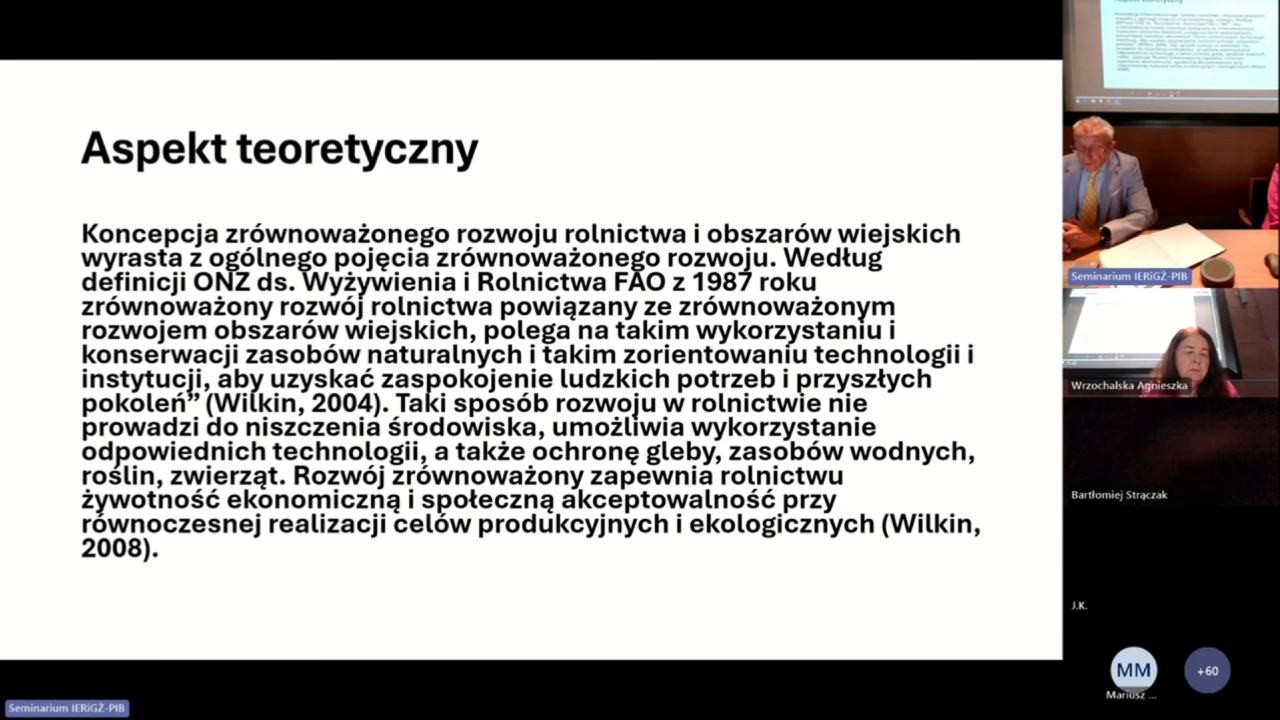 Aspekt teoretyczny
Koncepcja zrównoważonego rozwoju rolnictwa i obszarów wiejskich
wyrasta z ogólnego pojęcia zrównoważonego rozwoju. Według
definicji ONZ ds. Wyżywienia i Rolnictwa FAO z 1987 roku
zrównoważony rozwój rolnictwa powiązany ze zrównoważonym
rozwojem obszarów wiejskich, polega na takim wykorzystaniu i
konserwacji zasobów naturalnych i takim zorientowaniu technologii i
instytucji, aby uzyskać zaspokojenie ludzkich potrzeb i przyszłych
pokoleń” (Wilkin, 2004). Taki sposób rozwoju w rolnictwie nie
prowadzi do niszczenia środowiska, umożliwia wykorzystanie
odpowiednich technologii, a także ochronę gleby, zasobów wodnych,
roślin, zwierząt. Rozwój zrównoważony zapewnia rolnictwu
żywotność ekonomiczną i społeczną akceptowalność przy
równoczesnej realizacji celów produkcyjnych i ekologicznych (Wilkin,
2008).
Seminarium IERiGŻ-PIB
Seminarium IERiGŻ-PIB
Wrzochalska Agnieszka
Bartłomiej Strączak
J.K.
MM
+60
Mariusz ...